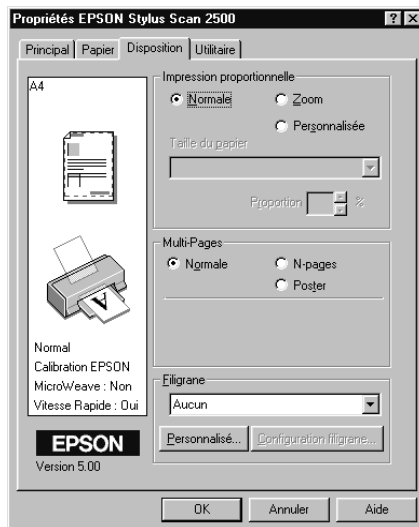 Propriétés EPSON Stylus Scan 2500
Principal
Papier
Disposition
Utilitaire
A4
Normal
Calibration EPSON
MicroWeave : Non
Vitesse Rapide : Oui
EPSON
Version 5.00
Impression proportionnelle
Normale
Zoom
Personnalisée
Taille du papier
Proportion
%
Multi-Pages
Normale
N-pages
Poster
Filigrane
Aucun
Personnalisé...
Configuration filigrane...
OK
Annuler
Aide